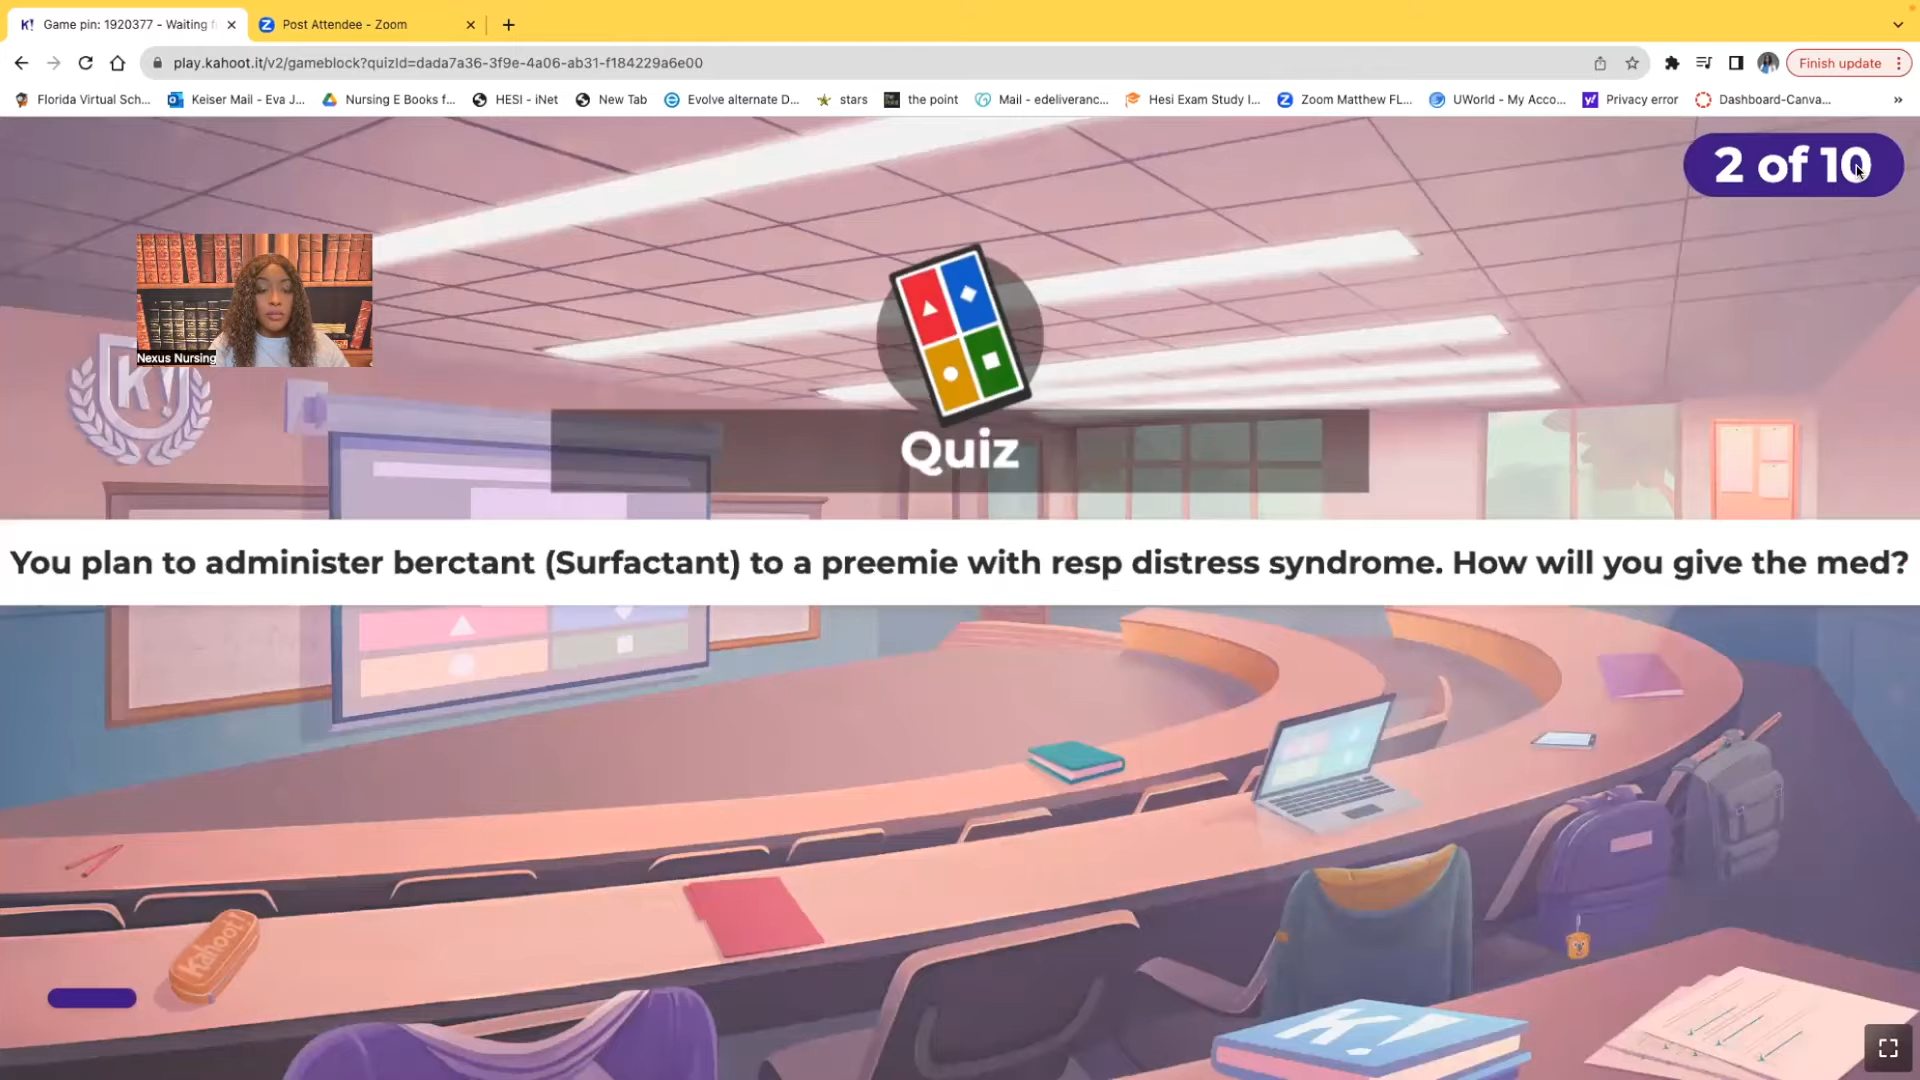 Game pin: 1920377 - Waiting f
Post Attendee - Zoom
play.kahoot.it/v2/gameblock?quizId=dada7a36-3f9e-4a06-ab31-f184229a6e00
Finish update
Florida Virtual Sch...
Keiser Mail - Eva J...
Nursing E Books f...
HESI - iNet
New Tab
Evolve alternate D...
stars
the point
Mail - edeliveranc...
Hesi Exam Study I...
Zoom Matthew FL...
UWorld - My Acco...
Privacy error
Dashboard-Canva...
2 of 10
Nexus Nursing
K!
Quiz
You plan to administer berctant (Surfactant) to a preemie with resp distress syndrome. How will you give the med?
Kahoot!
K!